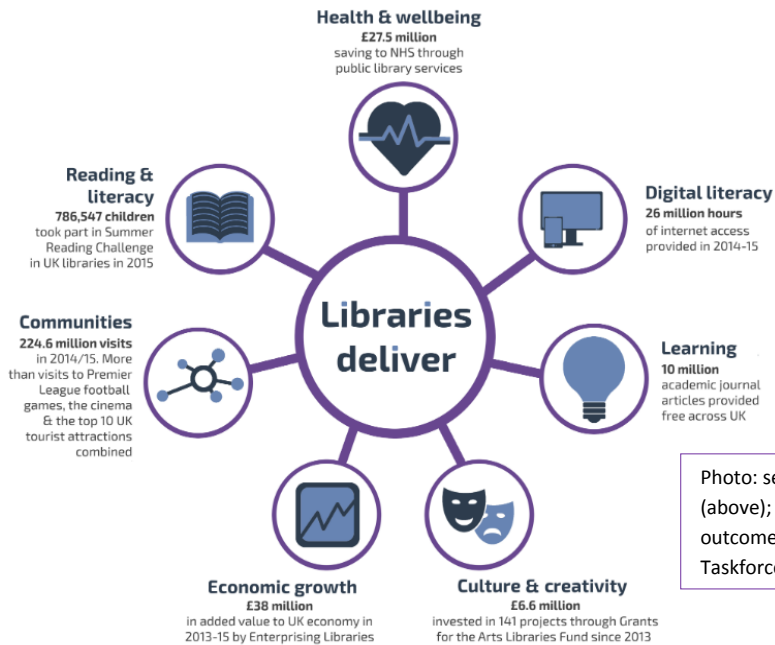 Health & wellbeing
£27.5 million
saving to NHS through
public library services
Reading &
literacy
786,547 children
took part in Summer
Reading Challenge
in UK libraries in 2015
Digital literacy
26 million hours
of internet access
provided in 2014-15
Communities
224.6 million visits
in 2014/15. More
than visits to Premier
League football
games, the cinema
& the top 10 UK
tourist attractions
combined
Libraries
deliver
Learning
10 million
academic journal
articles provided
free across UK
Economic growth
£38 million
in added value to UK economy in
2013-15 by Enterprising Libraries
Culture & creativity
£6.6 million
invested in 141 projects through Grants
for the Arts Libraries Fund since 2013
Photo: se
(above);
outcome
Taskforc